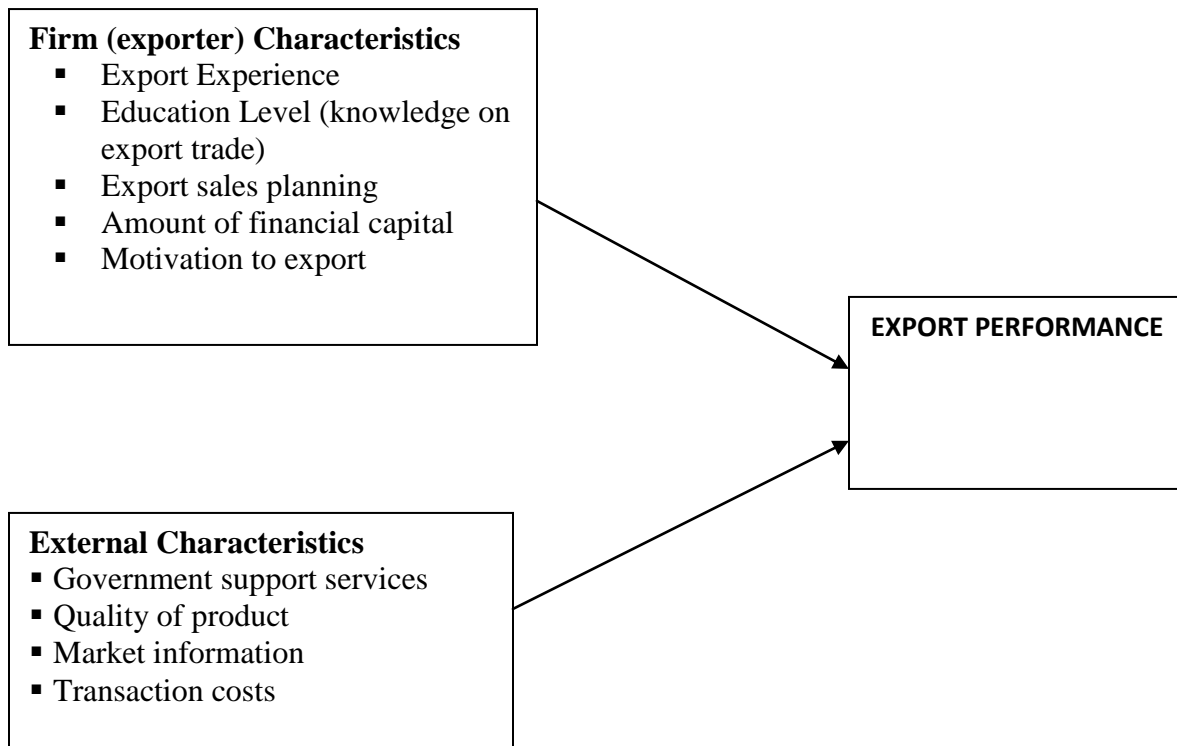 Firm (exporter) Characteristics
▪ Export Experience
▪ Education Level (knowledge on
export trade)
▪ Export sales planning
▪ Amount of financial capital
▪ Motivation to export
EXPORT PERFORMANCE
External Characteristics
▪ Government support services
▪ Quality of product
▪ Market information
▪ Transaction costs